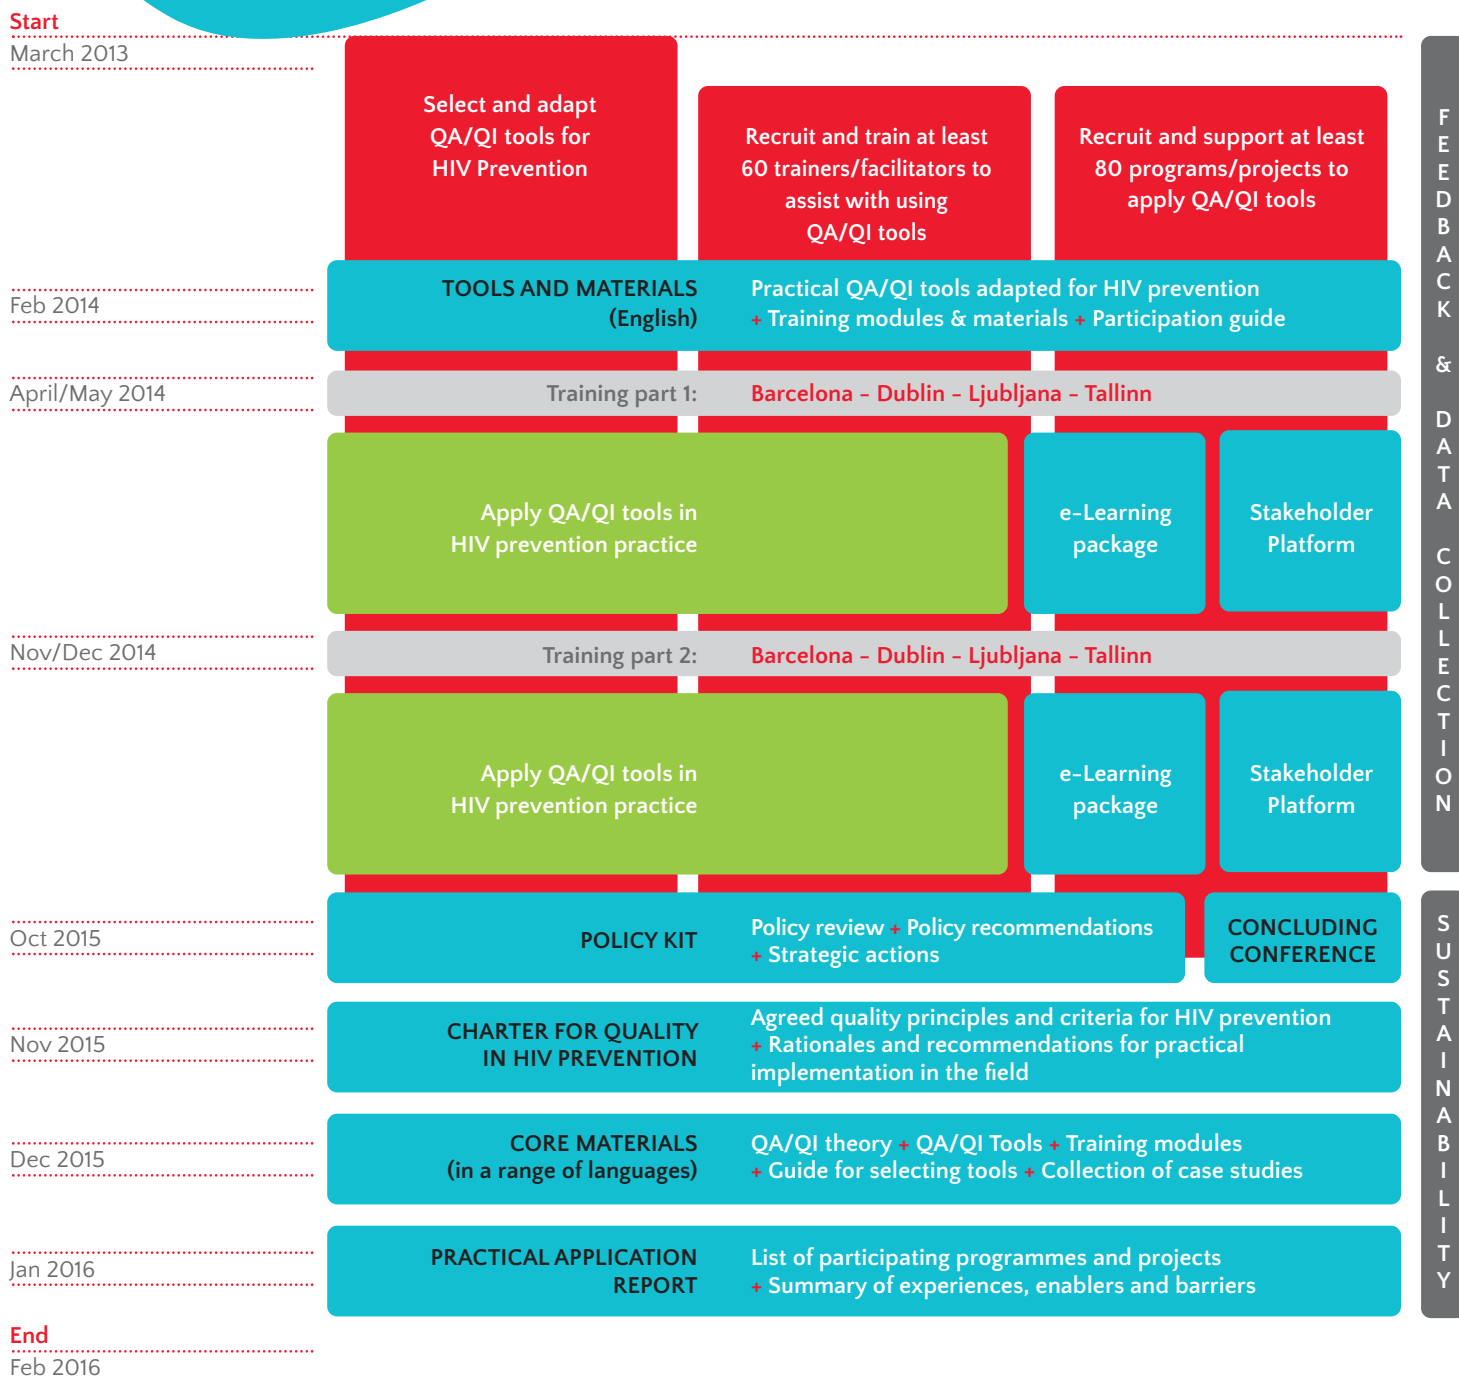 Start
March 2013
Select and adapt
QA/QI tools for
HIV Prevention
Recruit and train at least
60 trainers/facilitators to
assist with using
QA/QI tools
Recruit and support at least
80 programs/projects to
apply QA/QI tools
Feb 2014
TOOLS AND MATERIALS
(English)
Practical QA/QI tools adapted for HIV prevention
+ Training modules & materials + Participation guide
April/May 2014
Training part 1:
Barcelona - Dublin - Ljubljana - Tallinn
Apply QA/QI tools in
HIV prevention practice
e-Learning
package
Stakeholder
Platform
Nov/Dec 2014
Training part 2:
Barcelona - Dublin - Ljubljana - Tallinn
Apply QA/QI tools in
HIV prevention practice
e-Learning
package
Stakeholder
Platform
Oct 2015
POLICY KIT
Policy review + Policy recommendations
+ Strategic actions
CONCLUDING
CONFERENCE
Nov 2015
CHARTER FOR QUALITY
IN HIV PREVENTION
Agreed quality principles and criteria for HIV prevention
+ Rationales and recommendations for practical
implementation in the field
Dec 2015
CORE MATERIALS
(in a range of languages)
QA/QI theory + QA/QI Tools + Training modules
+ Guide for selecting tools + Collection of case studies
Jan 2016
PRACTICAL APPLICATION
REPORT
List of participating programmes and projects
+ Summary of experiences, enablers and barriers
End
Feb 2016
FEEDBACK & DATA COLLECTION
SUSTAINABILITY